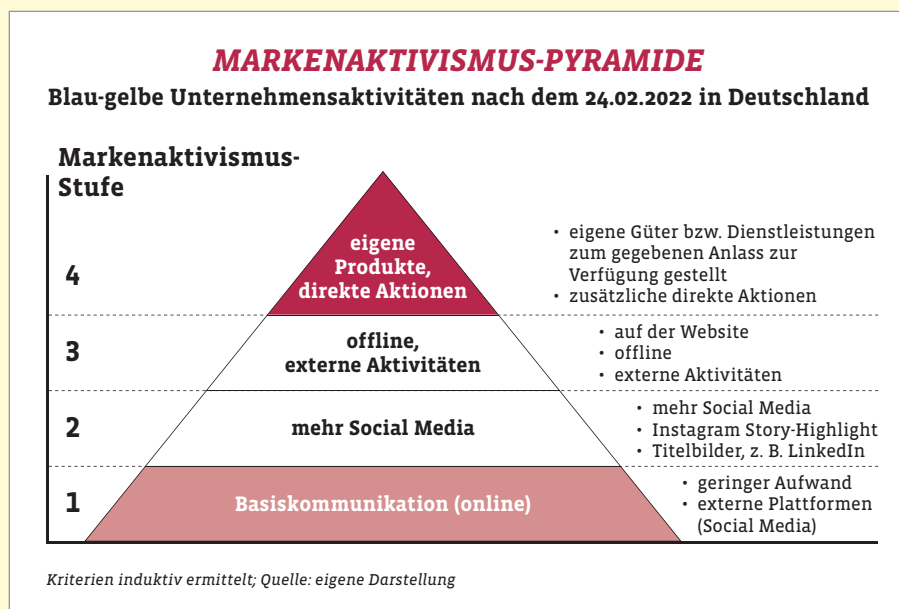 MARKENAKTIVISMUS-PYRAMIDE
Blau-gelbe Unternehmensaktivitäten nach dem 24.02.2022 in Deutschland
Markenaktivismus-
Stufe
4
eigene
Produkte,
direkte Aktionen
• eigene Güter bzw. Dienstleistungen
zum gegebenen Anlass zur
Verfügung gestellt
• zusätzliche direkte Aktionen
3
offline,
externe Aktivitäten
• auf der Website
• offline
• externe Aktivitäten
2
mehr Social Media
• mehr Social Media
• Instagram Story-Highlight
• Titelbilder, z. B. LinkedIn
1
Basiskommunikation (online)
• geringer Aufwand
• externe Plattformen
(Social Media)
Kriterien induktiv ermittelt; Quelle: eigene Darstellung